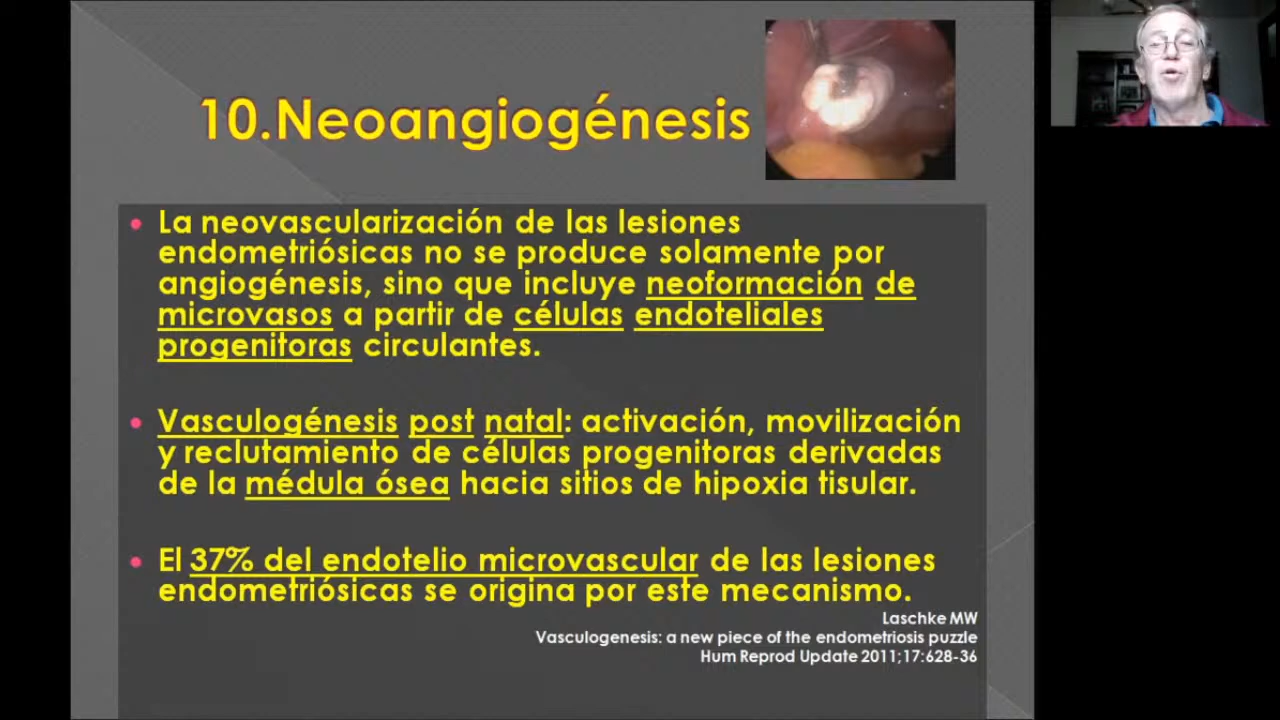 10.Neoangiogénesis
• La neovascularización de las lesiones
endometriósicas no se produce solamente por
angiogénesis, sino que incluye neoformación de
microvasos a partir de células endoteliales
progenitoras circulantes.
• Vasculogénesis post natal: activación, movilización
y reclutamiento de células progenitoras derivadas
de la médula ósea hacia sitios de hipoxia tisular.
• El 37% del endotelio microvascular de las lesiones
endometriósicas se origina por este mecanismo.
Laschke MW
Vasculogenesis: a new piece of the endometriosis puzzle
Hum Reprod Update 2011;17:628-36